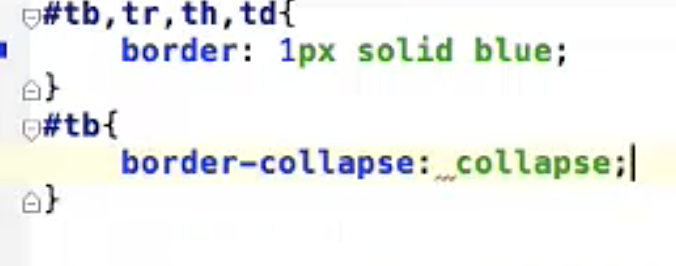 #tb,tr,th,td{
    border: 1px solid blue;
}
#tb{
    border-collapse: collapse;
}